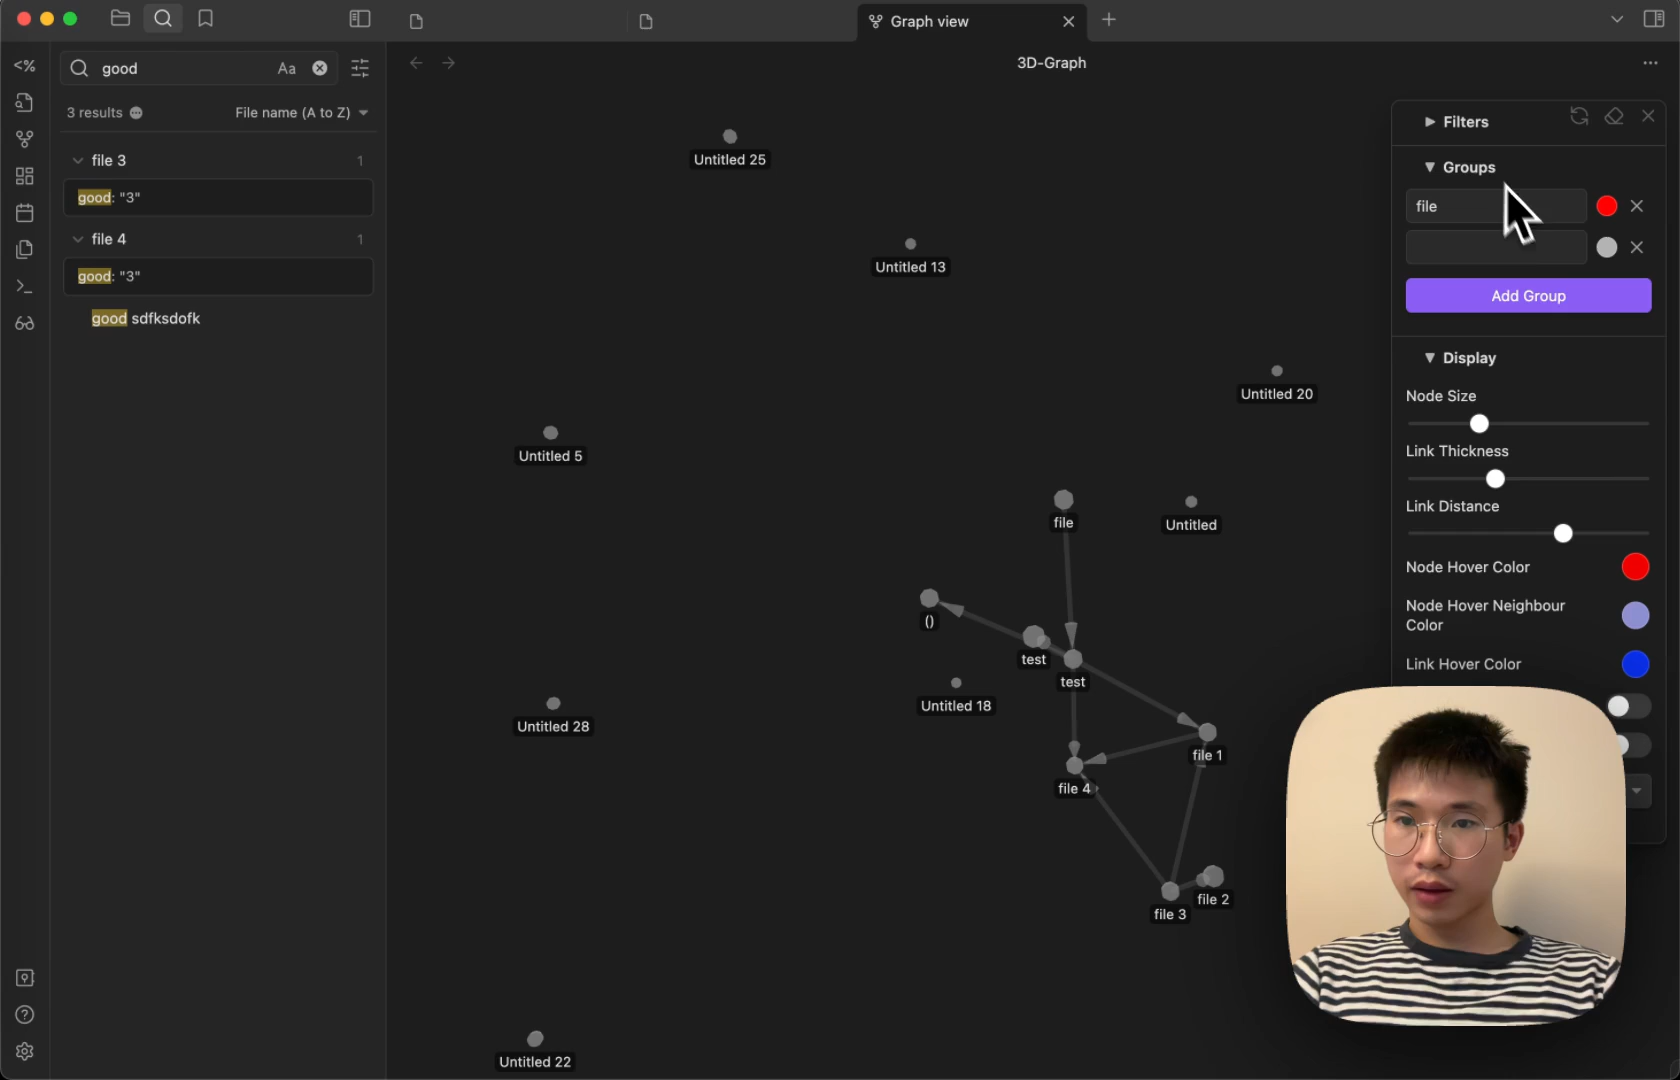 Graph view
<%
good
Aa
3 results
File name (A to Z)
file 3
1
good: "3"
file 4
1
good: "3"
good sdfksdofk
3D-Graph
Untitled 25
Untitled 13
Untitled 20
Untitled 5
file
Untitled
()
test
test
Untitled 18
Untitled 28
file 1
file 4
file 2
file 3
Untitled 22
Filters
Groups
file
Add Group
Display
Node Size
Link Thickness
Link Distance
Node Hover Color
Node Hover Neighbour
Color
Link Hover Color